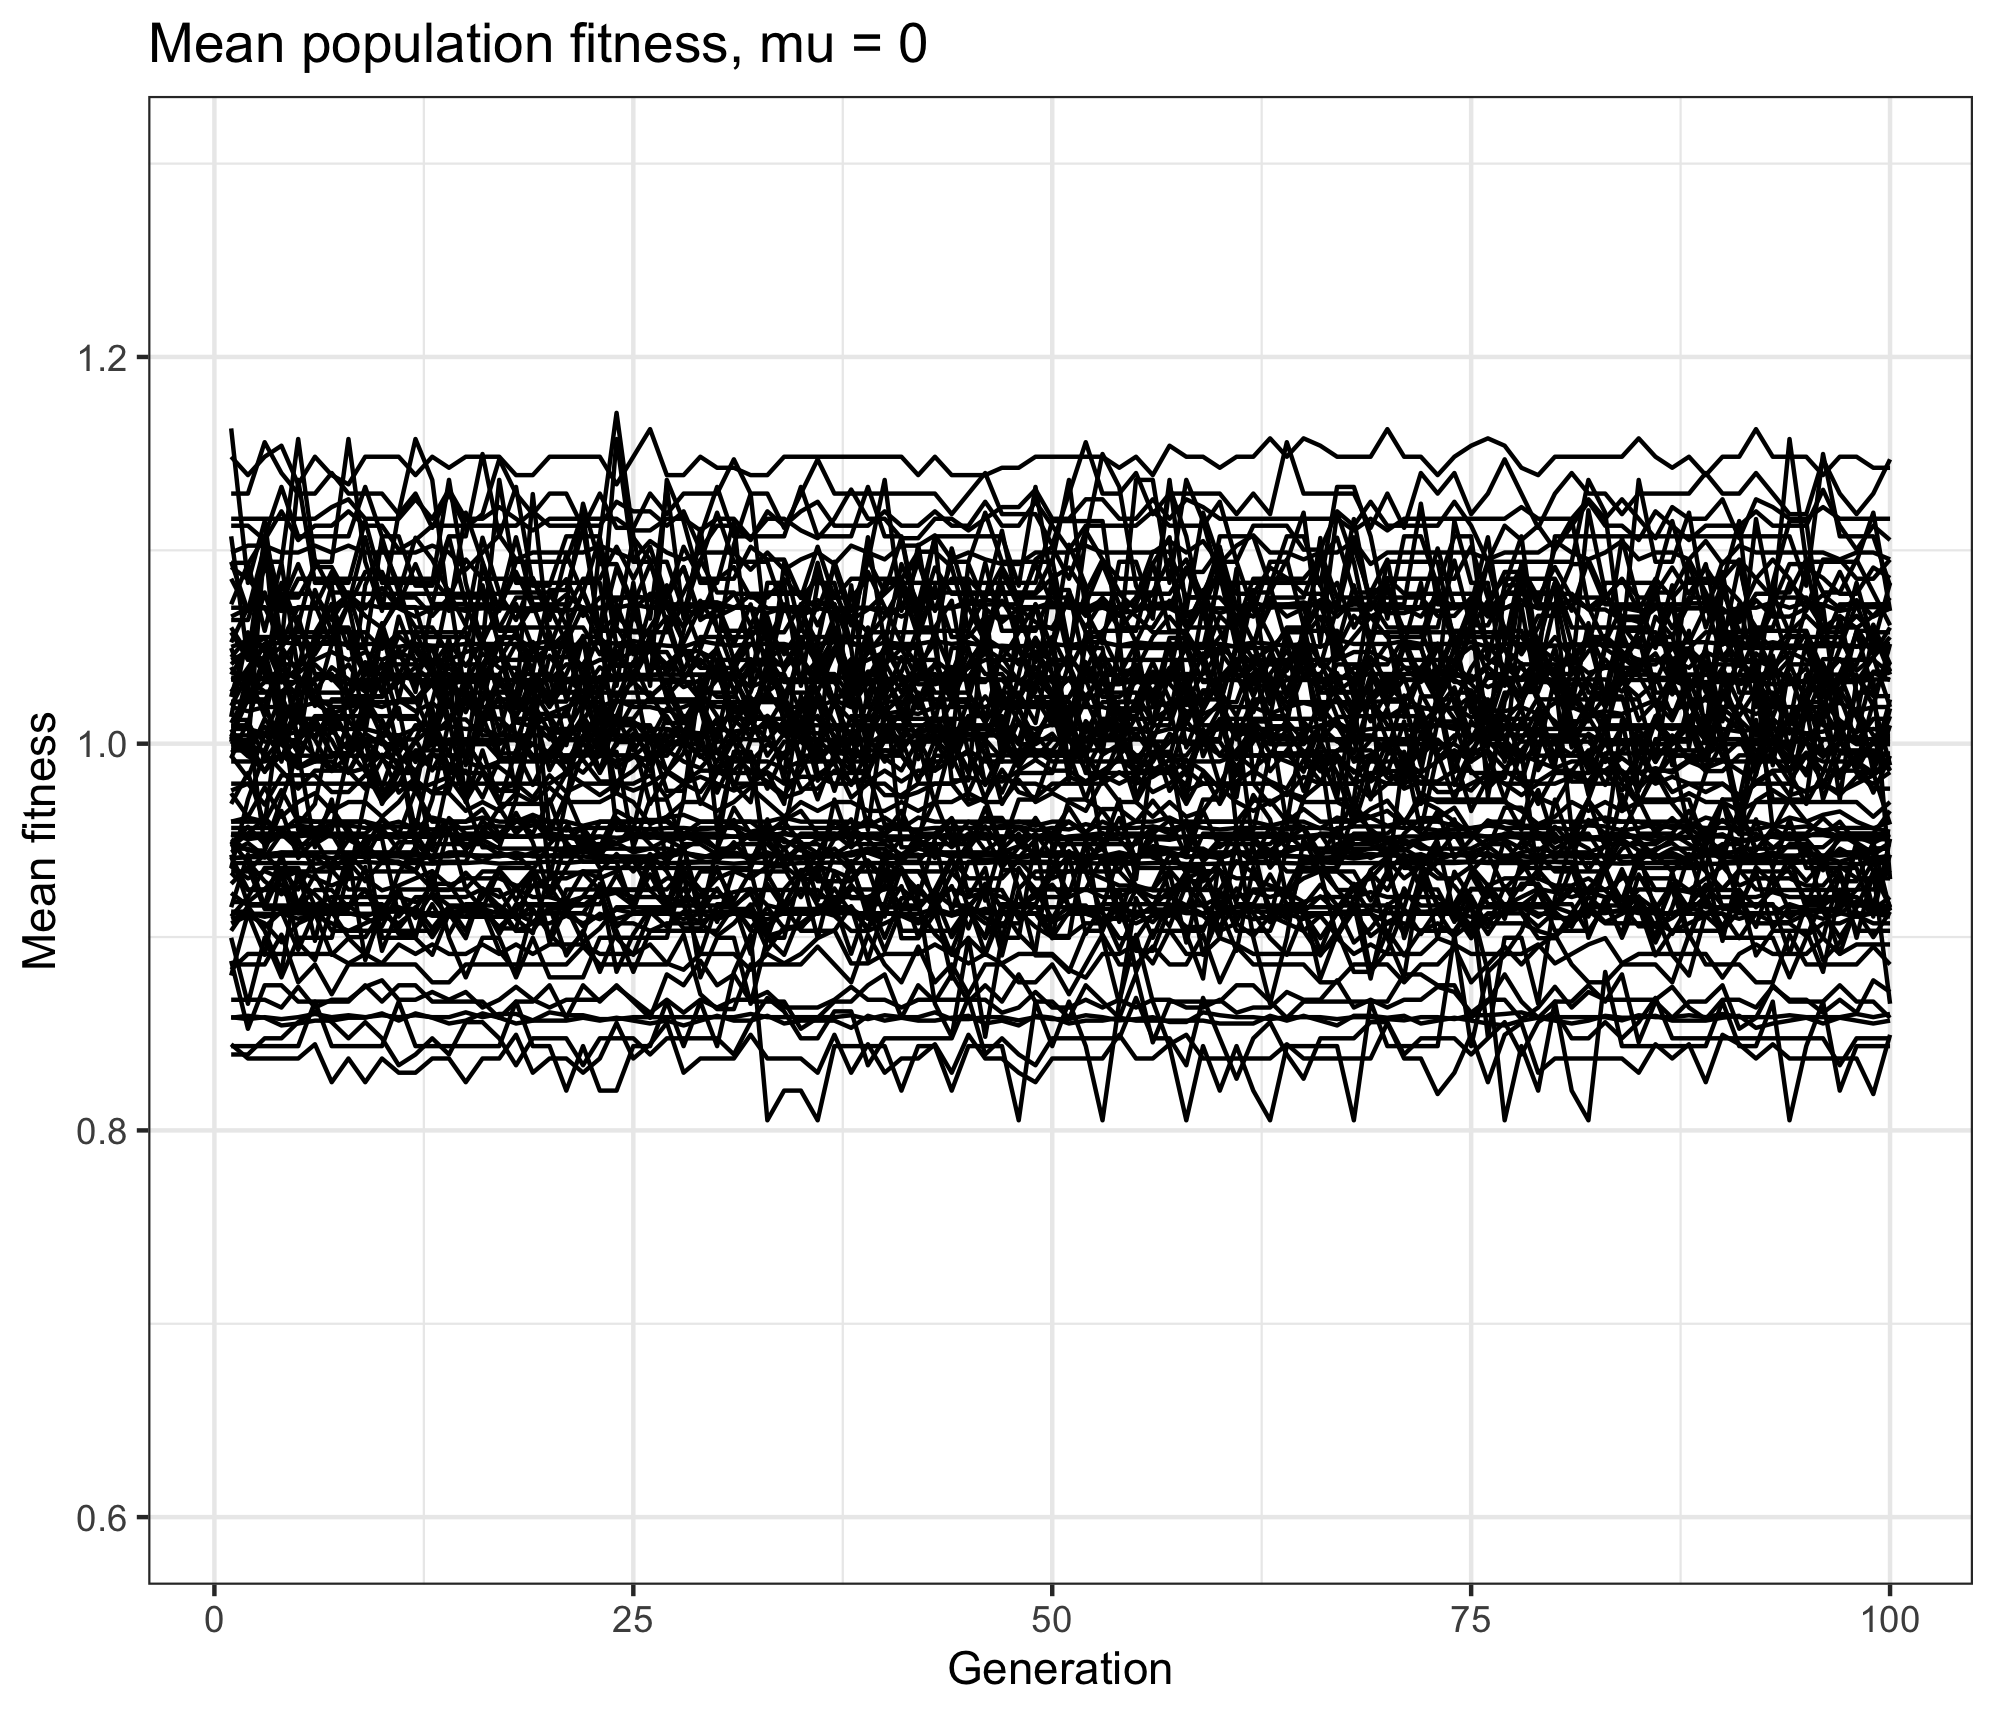 Mean population fitness, mu = 0
Mean fitness
1.2
1.0
0.8
0.6
0 25 50 75 100
Generation